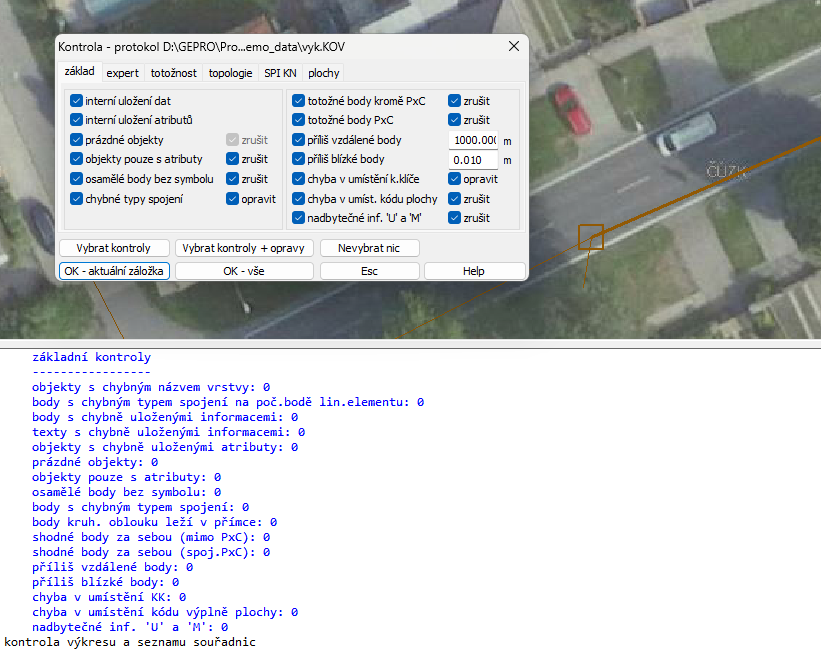 Kontrola - protokol D:\GEPRO\Pro...emo_data\vyk.KOV
základ expert totožnost topologie SPI KN plochy
interní uložení dat
interní uložení atributů
prázdné objekty zrušit
objekty pouze s atributy zrušit
osamělé body bez symbolu zrušit
chybné typy spojení opravit
totožné body kromě PxC zrušit
totožné body PxC zrušit
příliš vzdálené body 1000.000 m
příliš blízké body 0.010 m
chyba v umístění k.klíče opravit
chyba v umíst. kódu plochy zrušit
nadbytečné inf. 'U' a 'M' zrušit
Vybrat kontroly Vybrat kontroly + opravy Nevybrat nic
OK - aktuální záložka OK - vše Esc Help
ČÚZK
základní kontroly
-----------------
objekty s chybným názvem vrstvy: 0
body s chybným typem spojení na poč.bodě lin.elementu: 0
body s chybně uloženými informacemi: 0
texty s chybně uloženými informacemi: 0
objekty s chybně uloženými atributy: 0
prázdné objekty: 0
objekty pouze s atributy: 0
osamělé body bez symbolu: 0
body s chybným typem spojení: 0
body kruh. oblouku leží v přímce: 0
shodné body za sebou (mimo PxC): 0
shodné body za sebou (spoj.PxC): 0
příliš vzdálené body: 0
příliš blízké body: 0
chyba v umístění KK: 0
chyba v umístění kódu výplně plochy: 0
nadbytečné inf. 'U' a 'M': 0
kontrola výkresu a seznamu souřadnic